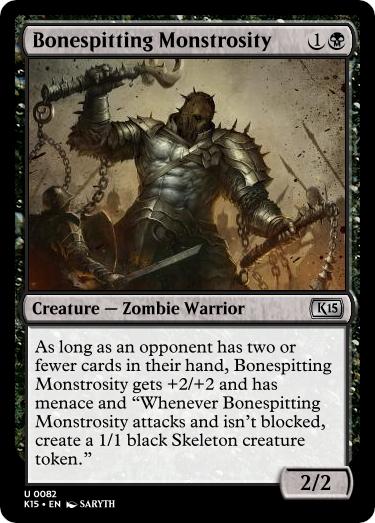 Bonespitting Monstrosity 1
Creature — Zombie Warrior K15
As long as an opponent has two or
fewer cards in their hand, Bonespitting
Monstrosity gets +2/+2 and has
menace and “Whenever Bonespitting
Monstrosity attacks and isn’t blocked,
create a 1/1 black Skeleton creature
token.”
2/2
U 0082
K15 • EN SARYTH